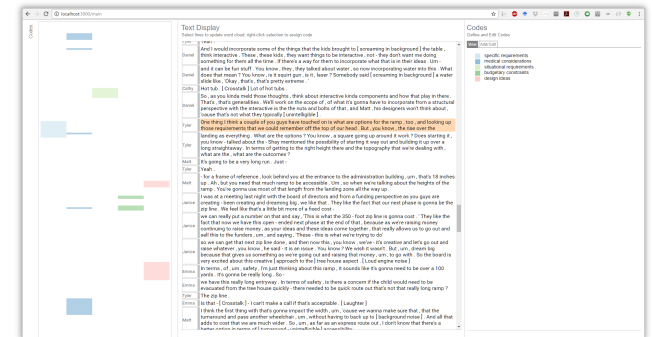 localhost:3000/main
Codes
Text Display
Select lines to update word cloud, right-click selection to assign code
Tyler Yeah .
Daniel And I would incorporate some of the things that the kids brought to [ screaming in background ] the table ,
think interactive . These , these kids , they want things to be interactive , not - they don't want me doing
something for them all the time . If there's a way for them to incorporate what that is in their ideas . Um -
Daniel and it can be fun stuff . You know , they , they talked about water , so now incorporating water into this . What
does that mean ? You know , is it squirt gun , is it , laser ? Somebody said [ screaming in background ] a water
slide like , 'Okay , that's , that's pretty extreme . '
Cathy Hot tub . [ Crosstalk ] Lot of hot tubs .
Daniel So , as you kinda meld those thoughts , think about interactive kinda components and how that play in there .
That's , that's generalities . We'll work on the scope of , of what it's gonna have to incorporate from a structural
perspective with the interactive is the the nuts and bolts of that , and Matt , his designers won't think about,
'cause that's not what they typically [ unintelligible ] .
Tyler One thing I think a couple of you guys have touched on is what are options for the ramp , too , and looking up
those requirements that we could remember off the top of our head . But , you know , the rise over the
Tyler landing as everything . What are the options ? You know , a square going up around it work ? Does starting it ,
you know - talked about the - Shay mentioned the possibility of starting it way out and building it up over a
long straightaway . In terms of getting to the right height there and the topography that we're dealing with ,
what are the , what are the outcomes ?
Matt It's going to be a very long run . Just -
Tyler Yeah .
Matt - for a frame of reference , look behind you at the entrance to the administration building , um , that's 18 inches
up . Ah , but you need that much ramp to be accessible . Um , so when we're talking about the heights of the
ramp . You're gonna use most of that length from the landing zone all the way up .
Janice I was at a meeting last night with the board of directors and from a funding perspective as you guys are
creating - been creating and dreaming big , we like that . They like the fact that our next phase is gonna be the
zip line . We feel like that's a little bit more of a fixed cost -
Janice we can really put a number on that and say , 'This is what the 350 - foot zip line is gonna cost . ' They like the
fact that now we have this open - ended next phase at the end of that , because as we're raising money
continuing to raise money , as your ideas and these ideas come together , that really allows us to go out and
sell this to the funders , um , and saying , 'These - this is what we're trying to do'
Janice so we can get that next zip line done , and then now this , you know , we've - it's creative and let's go out and
raise whatever , you know , he said - it is an issue . You know ? We wish it wasn't . But , um , dream big
because that gives us something as we're going out and raising that money , um , to go with . So the board is
very excited about this creative [ approach to the ] tree house aspect . [ Loud engine noise ]
Emma In terms , of , um , safety , I'm just thinking about this ramp , it sounds like it's gonna need to be over a 100
yards . It's gonna be really long . So -
Emma we have this really long entryway . In terms of safety , is there a concern if the child would need to be
evacuated from the tree house quickly - there needed to be quick route out that's not that really long ramp ?
Tyler The zip line .
Emma Is that - [ Crosstalk ] - I can't make a call if that's acceptable . [ Laughter ]
Matt I think the first thing with that's gonna impact the width , um , 'cause we wanna make sure that , that the
turnaround and pass another wheelchair , um , without having to back up to [ background noise ] . And all that
adds to cost that we are much wider . So , um , as far as an express route out , I don't know that there's a
Codes
Define and Edit Codes
View Add/Edit
specific requirements
medical considerations
situational requirements
budgetary constraints
design ideas